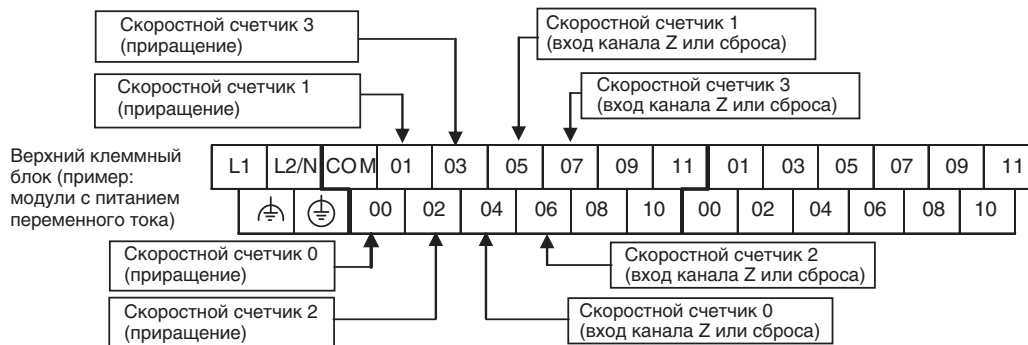 Скоростной счетчик 3
(приращение)
Скоростной счетчик 1
(вход канала Z или сброса)
Скоростной счетчик 1
(приращение)
Скоростной счетчик 3
(вход канала Z или сброса)
Верхний клеммный
блок (пример:
модули с питанием
переменного тока)
L1 L2/N COM 01 03 05 07 09 11 01 03 05 07 09 11
00 02 04 06 08 10 00 02 04 06 08 10
Скоростной счетчик 0
(приращение)
Скоростной счетчик 2
(вход канала Z или сброса)
Скоростной счетчик 2
(приращение)
Скоростной счетчик 0
(вход канала Z или сброса)